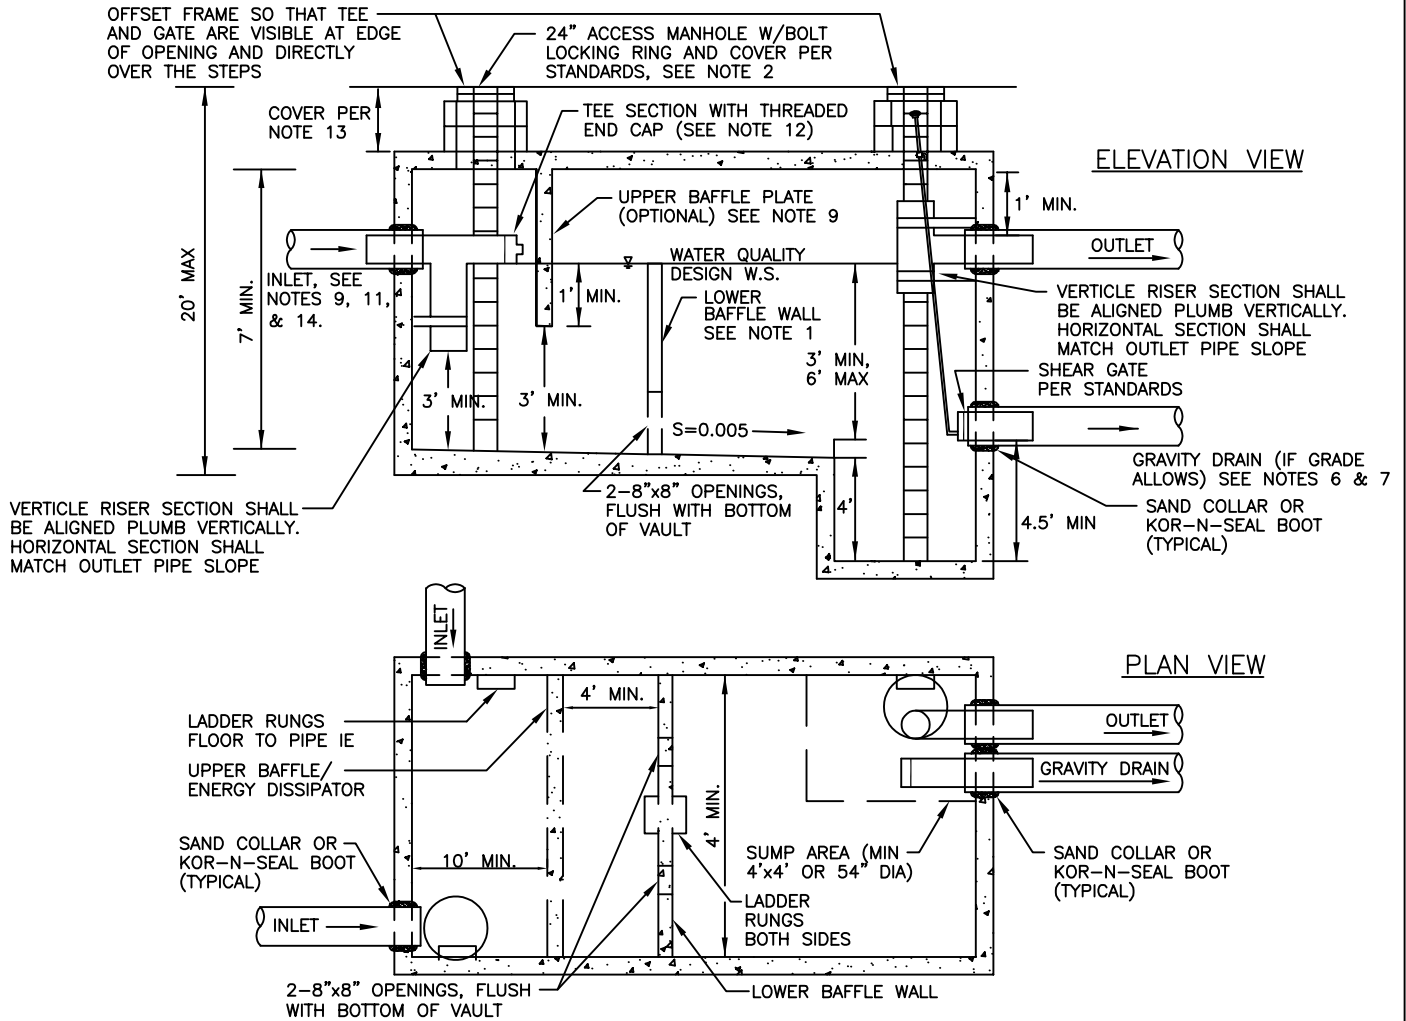 OFFSET FRAME SO THAT TEE
AND GATE ARE VISIBLE AT EDGE
OF OPENING AND DIRECTLY
OVER THE STEPS
24" ACCESS MANHOLE W/BOLT
LOCKING RING AND COVER PER
STANDARDS, SEE NOTE 2
COVER PER
NOTE 13
TEE SECTION WITH THREADED
END CAP (SEE NOTE 12)
ELEVATION VIEW
UPPER BAFFLE PLATE
(OPTIONAL) SEE NOTE 9
1' MIN.
OUTLET
20' MAX
7' MIN.
INLET, SEE
NOTES 9, 11,
& 14.
WATER QUALITY
DESIGN W.S.
1' MIN.
LOWER
BAFFLE WALL
SEE NOTE 1
VERTICLE RISER SECTION SHALL
BE ALIGNED PLUMB VERTICALLY.
HORIZONTAL SECTION SHALL
MATCH OUTLET PIPE SLOPE
3' MIN,
6' MAX
SHEAR GATE
PER STANDARDS
3' MIN.
3' MIN.
S=0.005
GRAVITY DRAIN (IF GRADE
ALLOWS) SEE NOTES 6 & 7
2-8"x8" OPENINGS,
FLUSH WITH BOTTOM
OF VAULT
4'
4.5' MIN
SAND COLLAR OR
KOR-N-SEAL BOOT
(TYPICAL)
VERTICLE RISER SECTION SHALL
BE ALIGNED PLUMB VERTICALLY.
HORIZONTAL SECTION SHALL
MATCH OUTLET PIPE SLOPE
INLET
PLAN VIEW
4' MIN.
LADDER RUNGS
FLOOR TO PIPE IE
OUTLET
UPPER BAFFLE/
ENERGY DISSIPATOR
GRAVITY DRAIN
4' MIN.
SAND COLLAR OR
KOR-N-SEAL BOOT
(TYPICAL)
10' MIN.
SUMP AREA (MIN
4'x4' OR 54" DIA)
SAND COLLAR OR
KOR-N-SEAL BOOT
(TYPICAL)
LADDER
RUNGS
BOTH SIDES
INLET
2-8"x8" OPENINGS, FLUSH
WITH BOTTOM OF VAULT
LOWER BAFFLE WALL